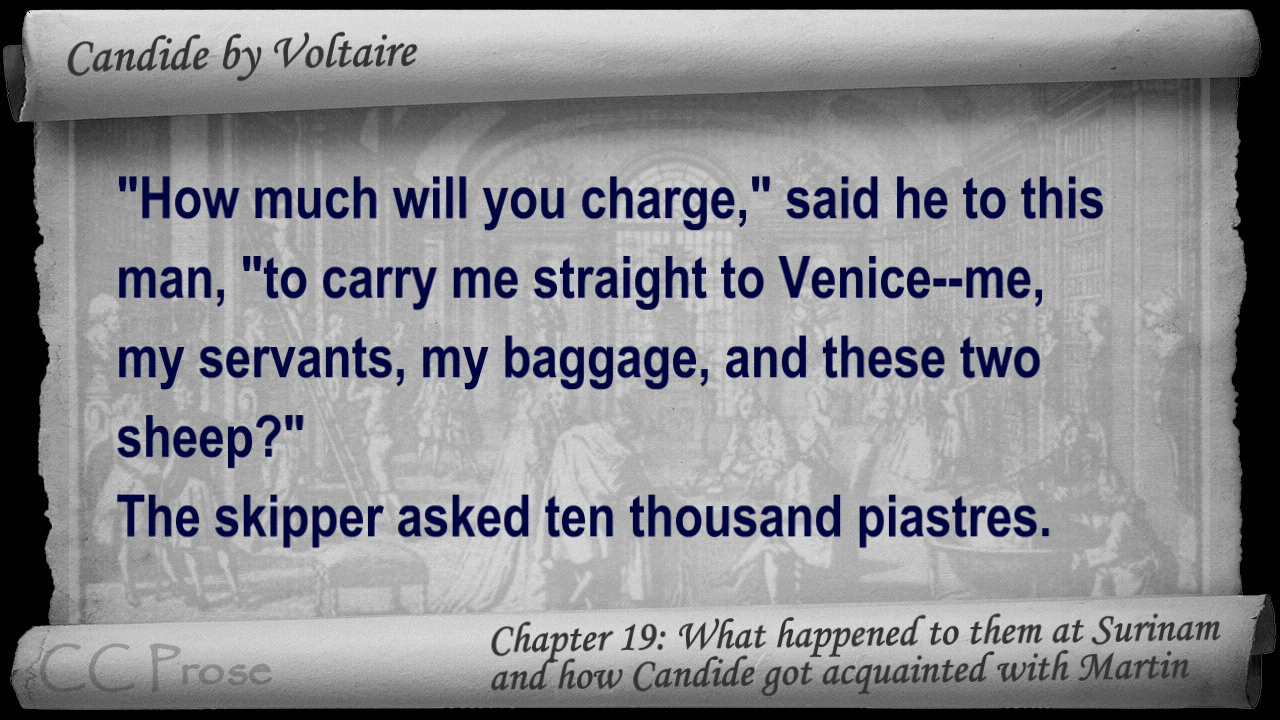 Candide by Voltaire
"How much will you charge," said he to this
man, "to carry me straight to Venice--me,
my servants, my baggage, and these two
sheep?"
The skipper asked ten thousand piastres.
Chapter 19: What happened to them at Surinam
and how Candide got acquainted with Martin
CC Prose